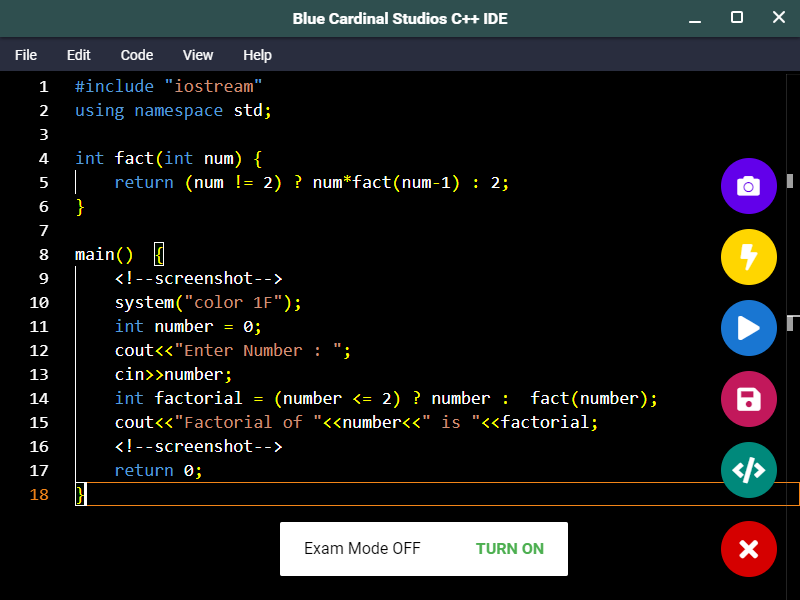 Blue Cardinal Studios C++ IDE
File Edit Code View Help
1 #include "iostream"
2 using namespace std;
3
4 int fact(int num) {
5     return (num != 2) ? num*fact(num-1) : 2;
6 }
7
8 main()  {
9     <!--screenshot-->
10     system("color 1F");
11     int number = 0;
12     cout<<"Enter Number : ";
13     cin>>number;
14     int factorial = (number <= 2) ? number :  fact(number);
15     cout<<"Factorial of "<<number<<" is "<<factorial;
16     <!--screenshot-->
17     return 0;
18 }
Exam Mode OFF TURN ON